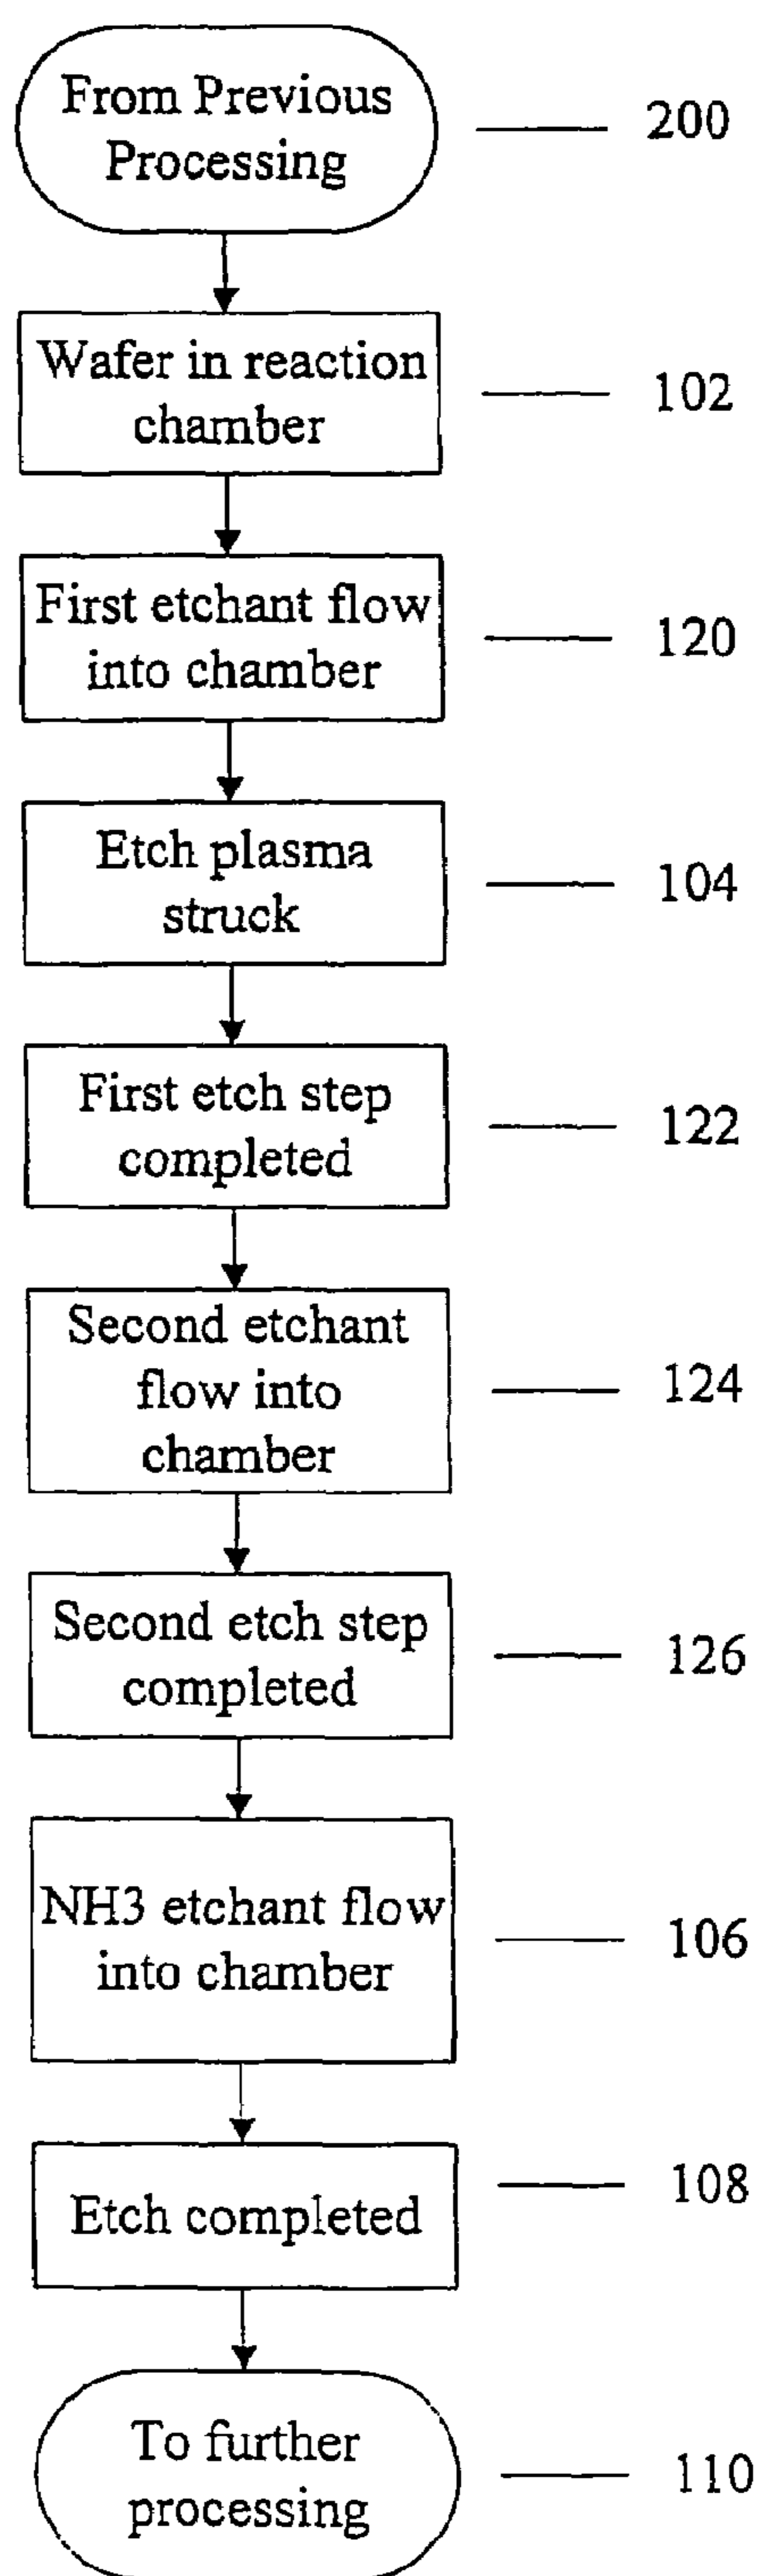 From Previous
Processing
200
Wafer in reaction
chamber
102
First etchant flow
into chamber
120
Etch plasma
struck
104
First etch step
completed
122
Second etchant
flow into
chamber
124
Second etch step
completed
126
NH3 etchant flow
into chamber
106
Etch completed
108
To further
processing
110